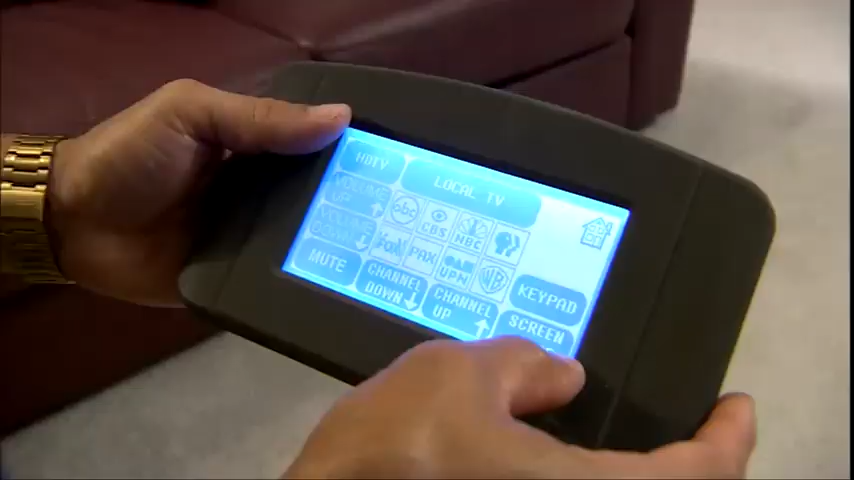 HDTV
LOCAL TV
VOLUME
UP
abc
CBS
NBC
VOLUME
DOWN
FOX
PAX
UPN
WB
MUTE
CHANNEL
DOWN
CHANNEL
UP
KEYPAD
SCREEN